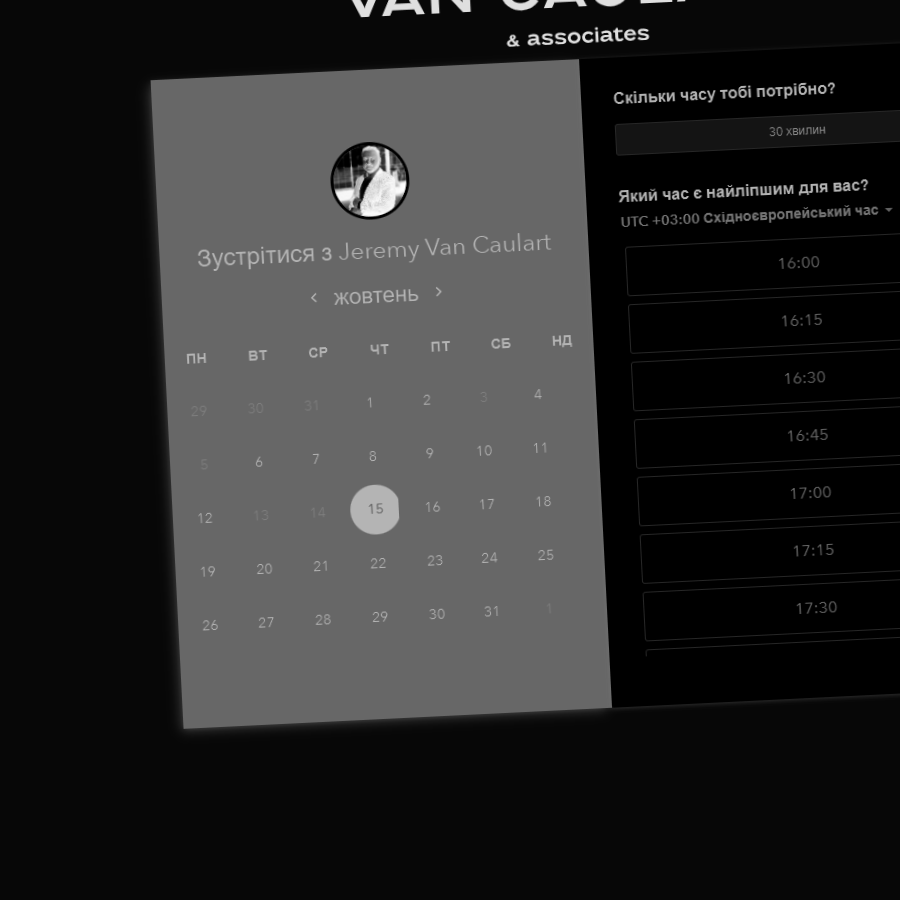 VAN CAULA
& associates
Зустрітися з Jeremy Van Caulart
жовтень
ПН ВТ СР ЧТ ПТ СБ НД
29 30 31 1 2 3 4
5 6 7 8 9 10 11
12 13 14 15 16 17 18
19 20 21 22 23 24 25
26 27 28 29 30 31 1
Скільки часу тобі потрібно?
30 хвилин
Який час є найліпшим для вас?
UTC +03:00 Східноєвропейський час
16:00
16:15
16:30
16:45
17:00
17:15
17:30